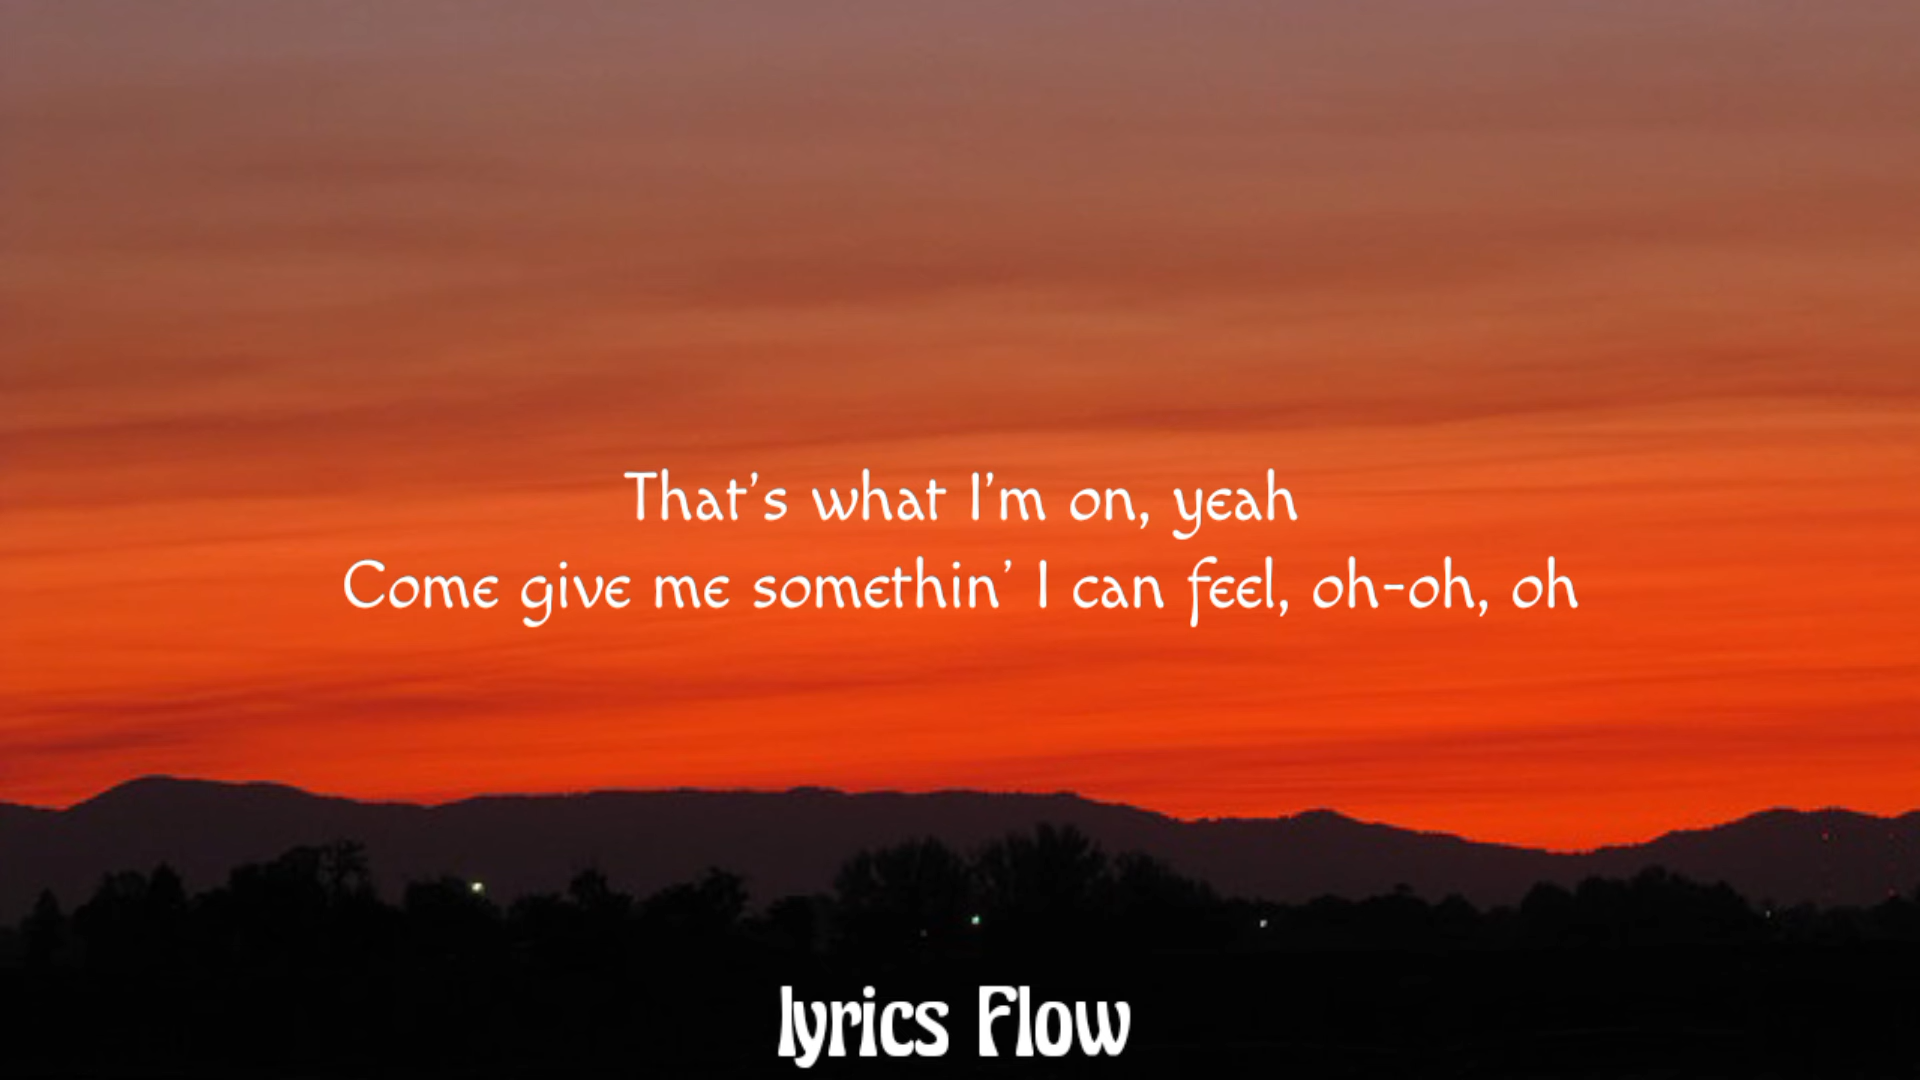 That's what I'm on, yeah
Come give me somethin' I can feel, oh-oh, oh
lyrics Flow